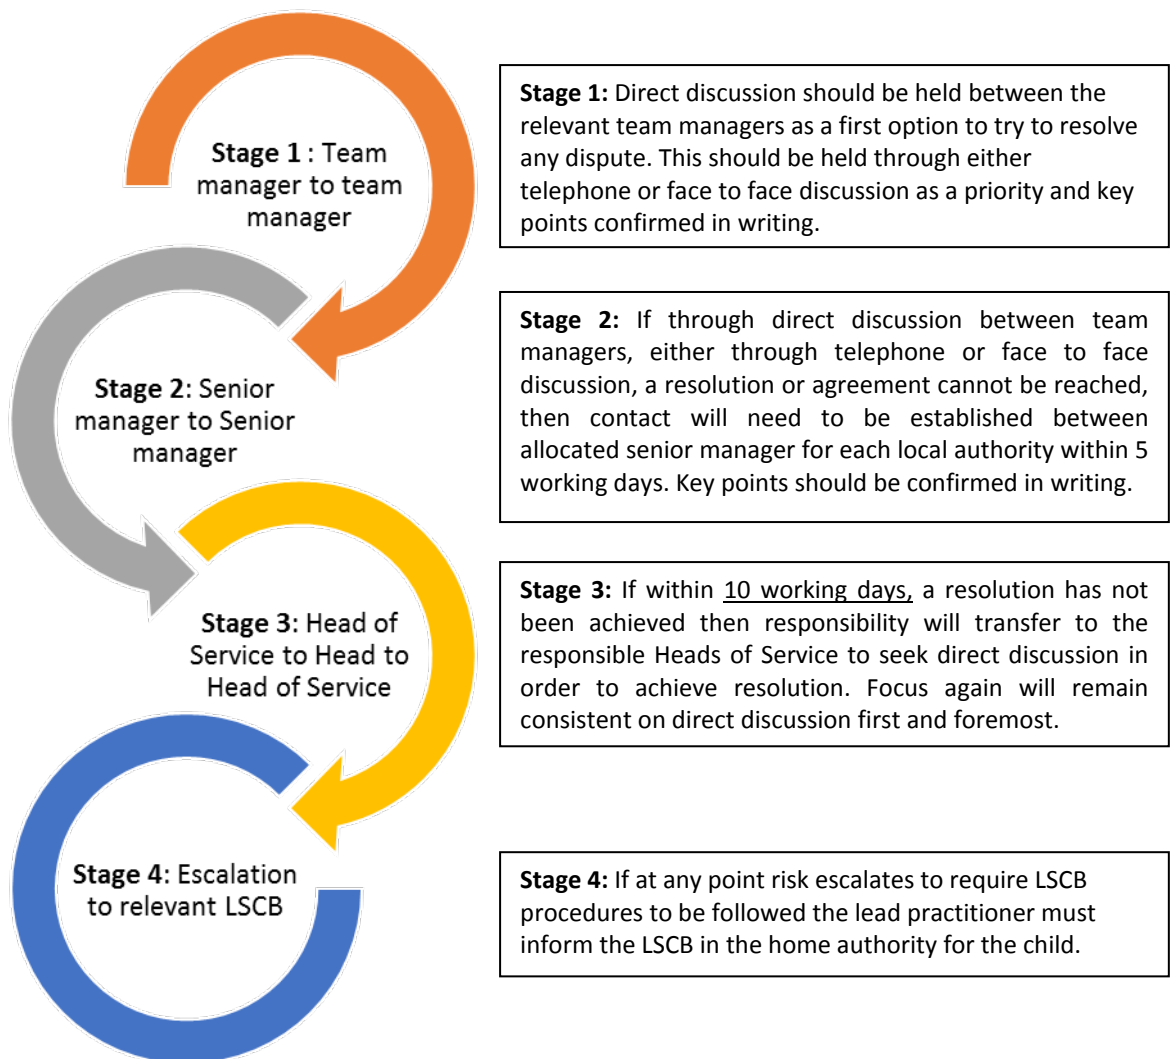 Stage 1 : Team
manager to team
manager
Stage 1: Direct discussion should be held between the
relevant team managers as a first option to try to resolve
any dispute. This should be held through either
telephone or face to face discussion as a priority and key
points confirmed in writing.
Stage 2: Senior
manager to Senior
manager
Stage 2: If through direct discussion between team
managers, either through telephone or face to face
discussion, a resolution or agreement cannot be reached,
then contact will need to be established between
allocated senior manager for each local authority within 5
working days. Key points should be confirmed in writing.
Stage 3: Head of
Service to Head to
Head of Service
Stage 3: If within 10 working days, a resolution has not
been achieved then responsibility will transfer to the
responsible Heads of Service to seek direct discussion in
order to achieve resolution. Focus again will remain
consistent on direct discussion first and foremost.
Stage 4: Escalation
to relevant LSCB
Stage 4: If at any point risk escalates to require LSCB
procedures to be followed the lead practitioner must
inform the LSCB in the home authority for the child.